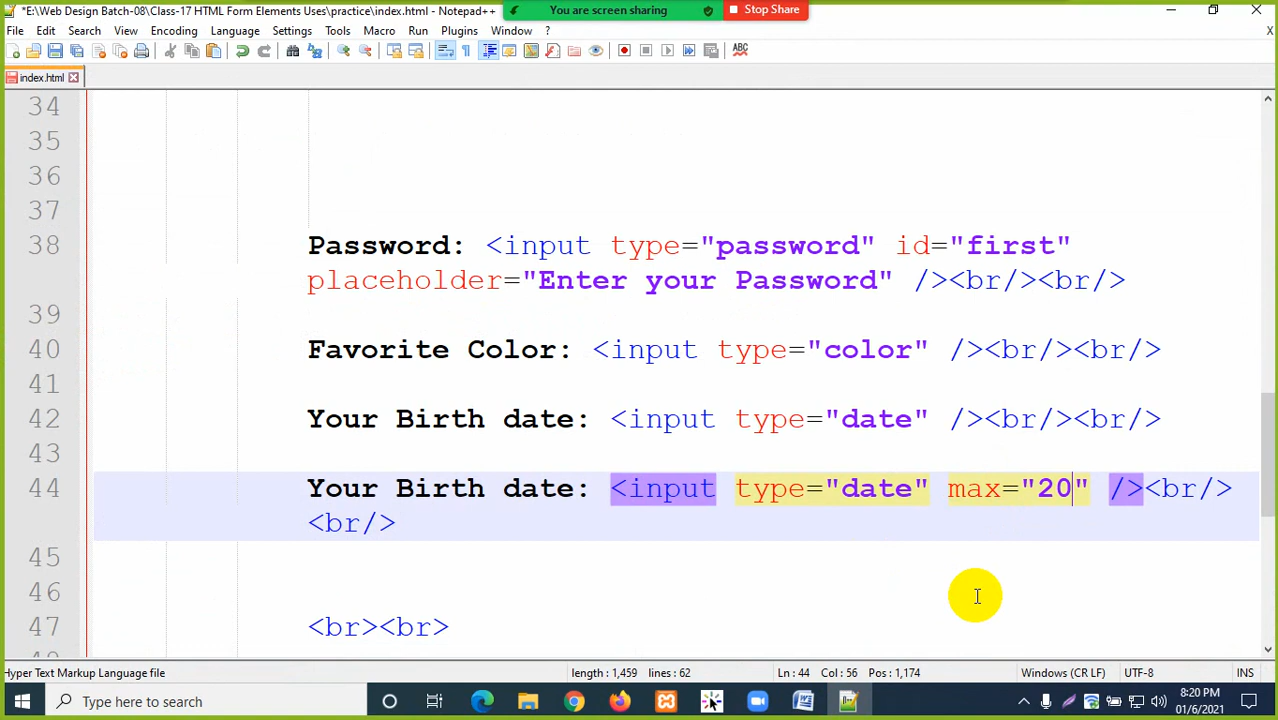 *E:\Web Design Batch-08\Class-17 HTML Form Elements Uses\practice\index.html - Notepad++
You are screen sharing
Stop Share
File Edit Search View Encoding Language Settings Tools Macro Run Plugins Window ?
X
ABC
index.html
34
35
36
37
38 Password: <input type="password" id="first"
placeholder="Enter your Password" /><br/><br/>
39
40 Favorite Color: <input type="color" /><br/><br/>
41
42 Your Birth date: <input type="date" /><br/><br/>
43
44 Your Birth date: <input type="date" max="20" /><br/>
<br/>
45
46
47 <br><br>
Hyper Text Markup Language file length : 1,459 lines : 62 Ln : 44 Col : 56 Pos : 1,174 Windows (CR LF) UTF-8 INS
Type here to search
8:20 PM
01/6/2021